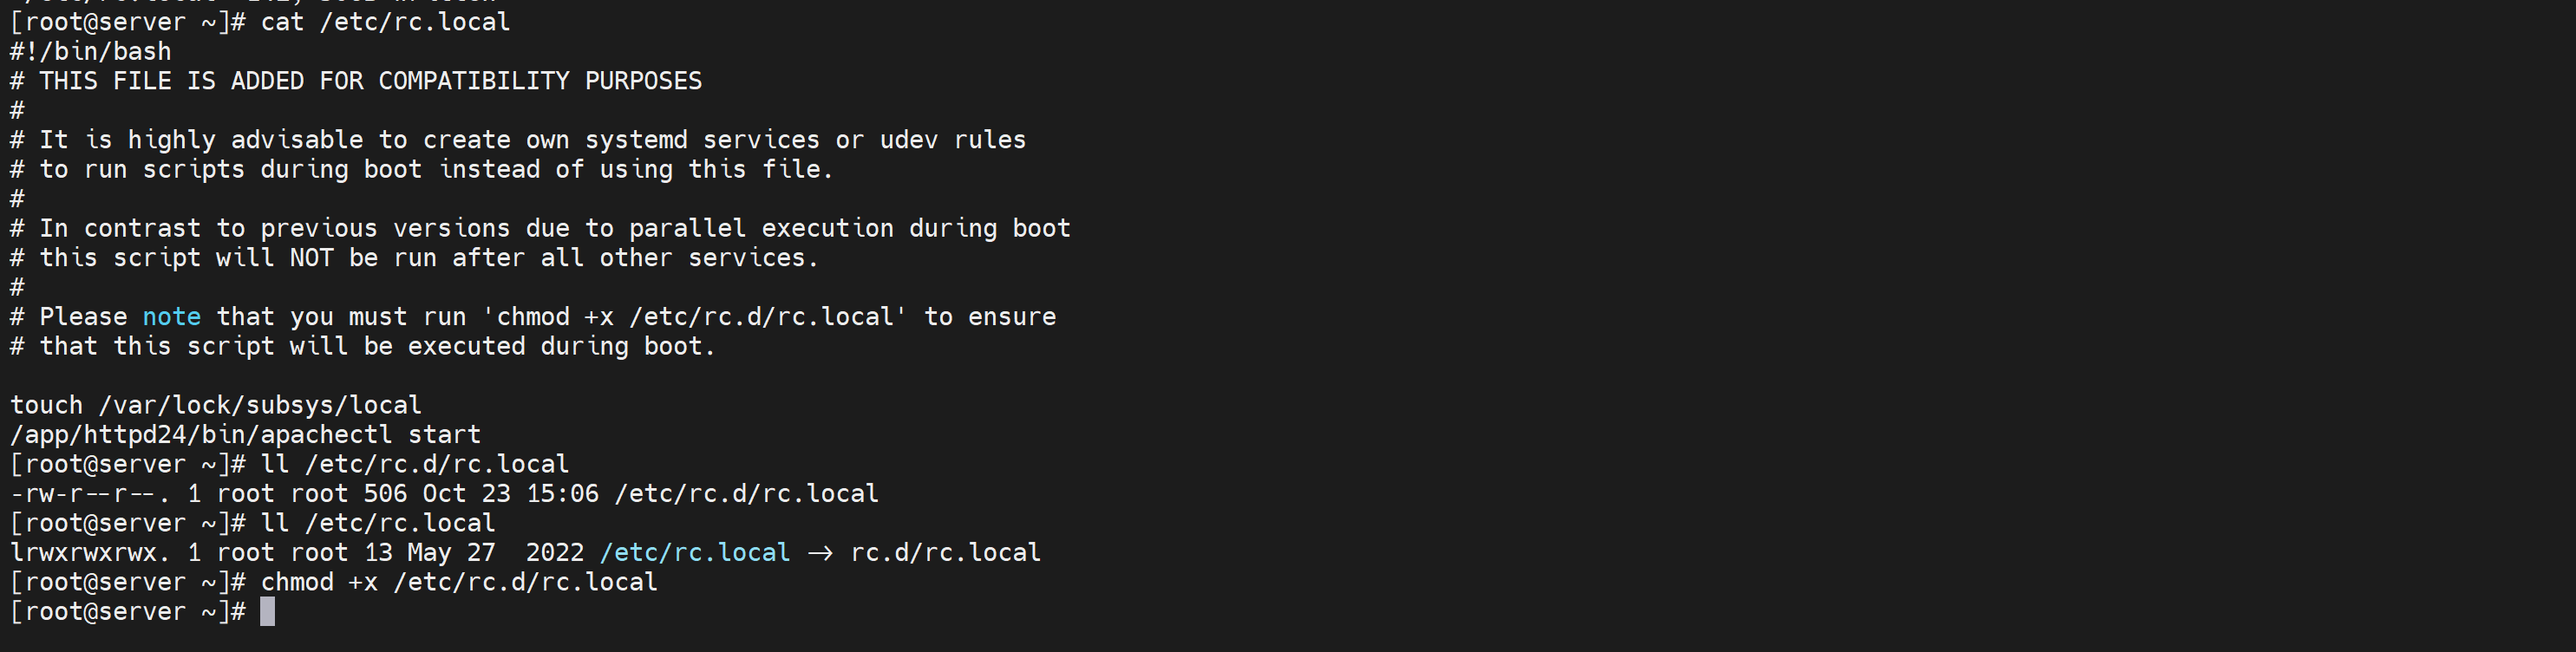 [root@server ~]# cat /etc/rc.local
#!/bin/bash
# THIS FILE IS ADDED FOR COMPATIBILITY PURPOSES
#
# It is highly advisable to create own systemd services or udev rules
# to run scripts during boot instead of using this file.
#
# In contrast to previous versions due to parallel execution during boot
# this script will NOT be run after all other services.
#
# Please note that you must run 'chmod +x /etc/rc.d/rc.local' to ensure
# that this script will be executed during boot.

touch /var/lock/subsys/local
/app/httpd24/bin/apachectl start
[root@server ~]# ll /etc/rc.d/rc.local
-rw-r--r--. 1 root root 506 Oct 23 15:06 /etc/rc.d/rc.local
[root@server ~]# ll /etc/rc.local
lrwxrwxrwx. 1 root root 13 May 27  2022 /etc/rc.local -> rc.d/rc.local
[root@server ~]# chmod +x /etc/rc.d/rc.local
[root@server ~]#